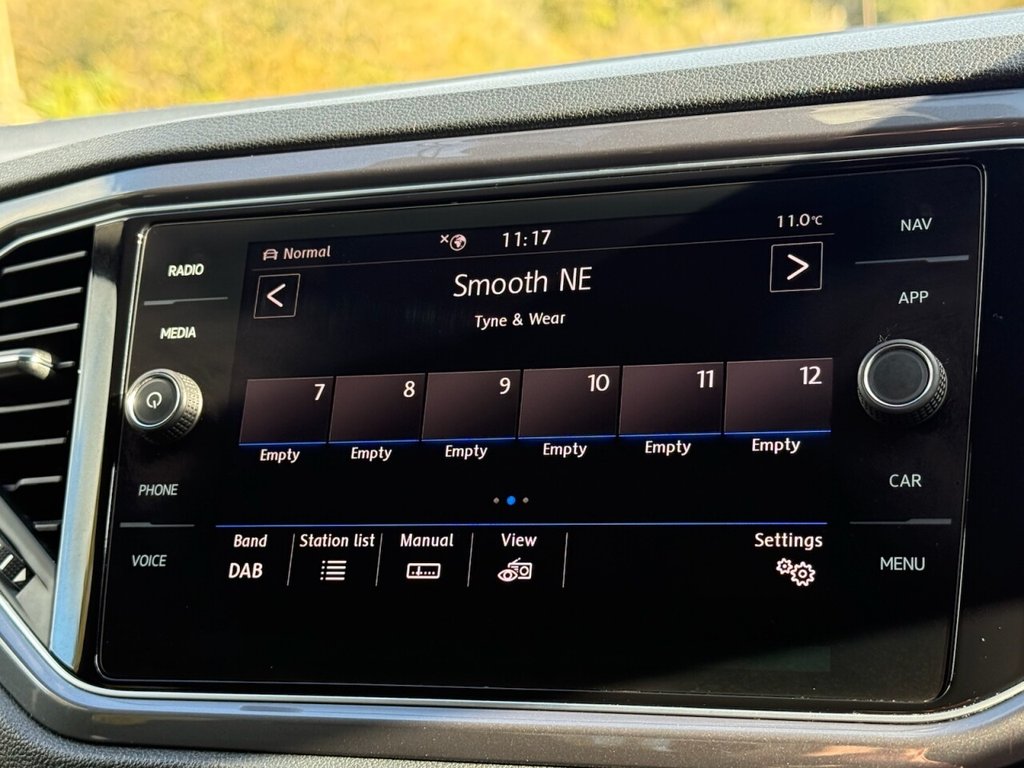 NAV
Normal
11:17
11.0°C
RADIO
< Smooth NE >
Tyne & Wear
APP
MEDIA
7 8 9 10 11 12
Empty Empty Empty Empty Empty Empty
PHONE
CAR
Band Station list Manual View Settings
DAB
VOICE
MENU